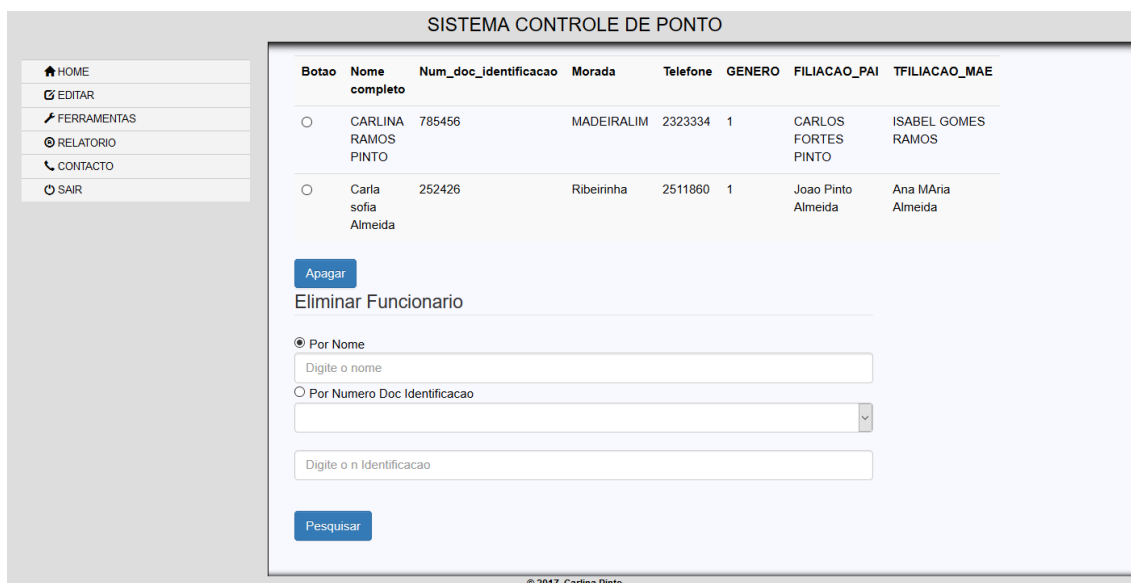 SISTEMA CONTROLE DE PONTO
HOME
EDITAR
FERRAMENTAS
RELATORIO
CONTACTO
SAIR
Botao Nome completo Num_doc_identificacao Morada Telefone GENERO FILIACAO_PAI TFILIACAO_MAE
CARLINA RAMOS PINTO 785456 MADEIRALIM 2323334 1 CARLOS FORTES PINTO ISABEL GOMES RAMOS
Carla sofia Almeida 252426 Ribeirinha 2511860 1 Joao Pinto Almeida Ana MAria Almeida
Apagar
Eliminar Funcionario
Por Nome
Digite o nome
Por Numero Doc Identificacao
Digite o n Identificacao
Pesquisar
© 2017 Carlina Pinto